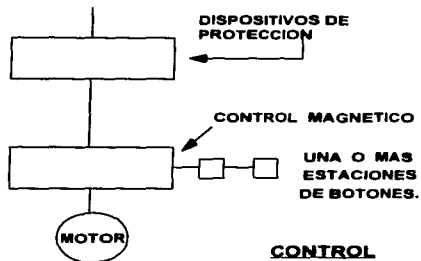 DISPOSITIVOS DE
PROTECCION
CONTROL MAGNETICO
UNA O MAS
ESTACIONES
DE BOTONES.
MOTOR
CONTROL